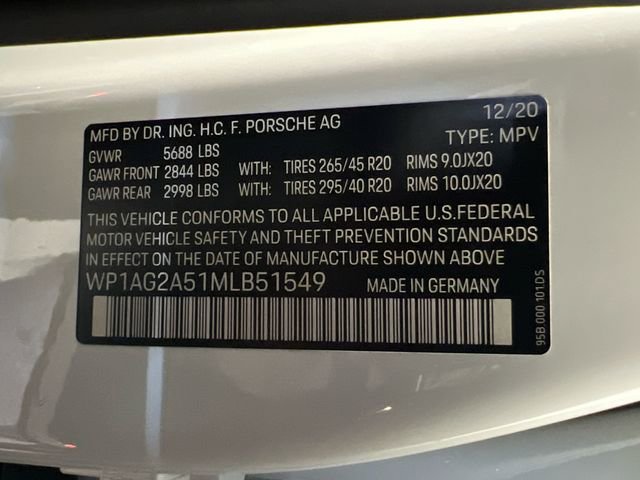 12/20
MFD BY DR. ING. H.C. F. PORSCHE AG
TYPE: MPV
GVWR 5688 LBS
GAWR FRONT 2844 LBS WITH: TIRES 265/45 R20 RIMS 9.0JX20
GAWR REAR 2998 LBS WITH: TIRES 295/40 R20 RIMS 10.0JX20
THIS VEHICLE CONFORMS TO ALL APPLICABLE U.S.FEDERAL
MOTOR VEHICLE SAFETY AND THEFT PREVENTION STANDARDS
IN EFFECT ON THE DATE OF MANUFACTURE SHOWN ABOVE
WP1AG2A51MLB51549 MADE IN GERMANY
95B 000 101.DS